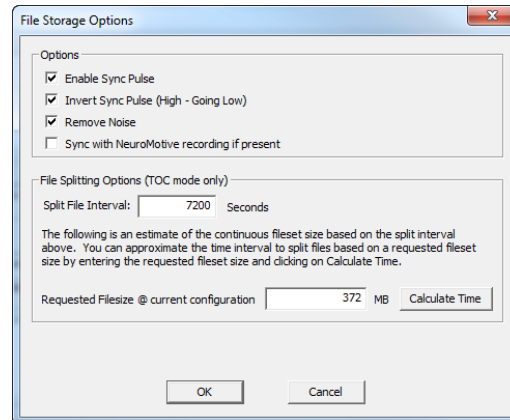 File Storage Options
Options
Enable Sync Pulse
Invert Sync Pulse (High - Going Low)
Remove Noise
Sync with NeuroMotive recording if present
File Splitting Options (TOC mode only)
Split File Interval: 7200 Seconds
The following is an estimate of the continuous fileset size based on the split interval
above. You can approximate the time interval to split files based on a requested fileset
size by entering the requested fileset size and clicking on Calculate Time.
Requested Filesize @ current configuration 372 MB Calculate Time
OK Cancel